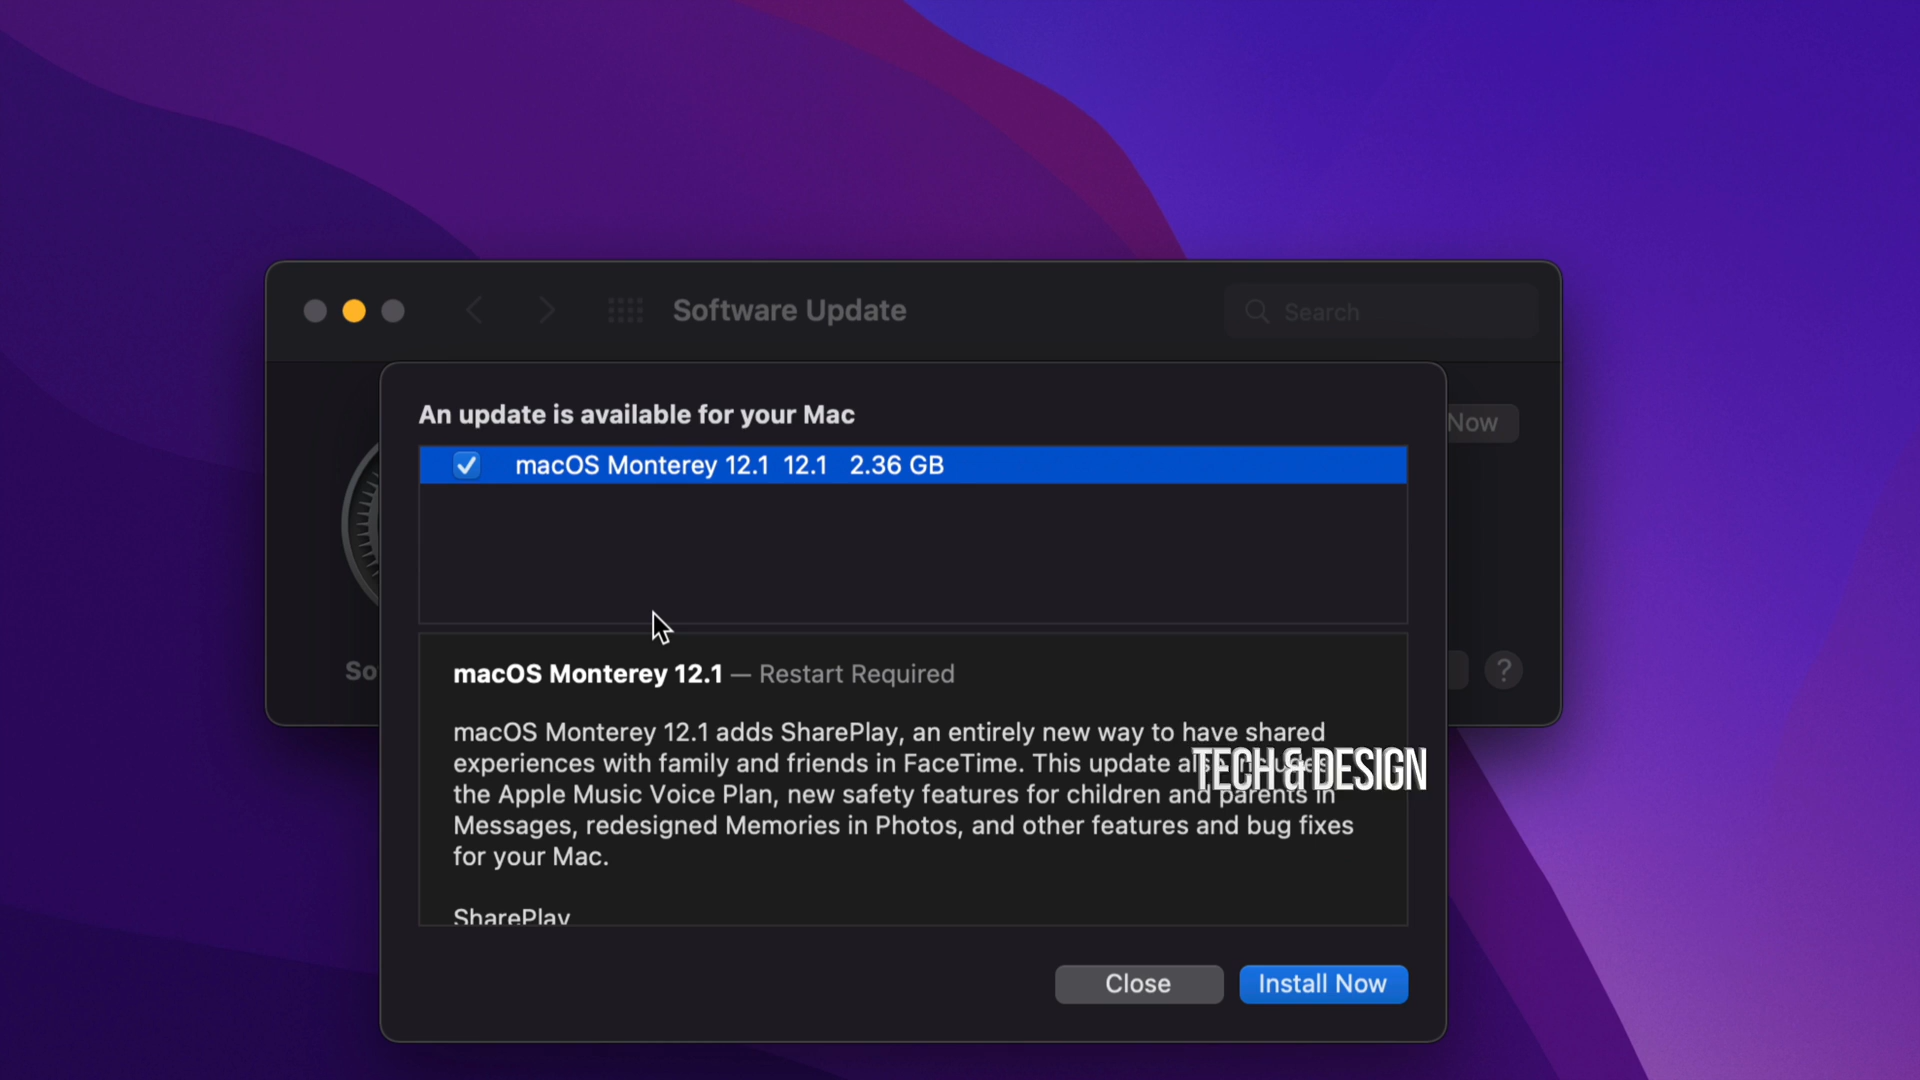 Software Update
Search
An update is available for your Mac
Now
macOS Monterey 12.1 12.1 2.36 GB
So
?
macOS Monterey 12.1 — Restart Required
macOS Monterey 12.1 adds SharePlay, an entirely new way to have shared
experiences with family and friends in FaceTime. This update also includes
TECH & DESIGN
the Apple Music Voice Plan, new safety features for children and parents in
Messages, redesigned Memories in Photos, and other features and bug fixes
for your Mac.
SharePlay
Close
Install Now